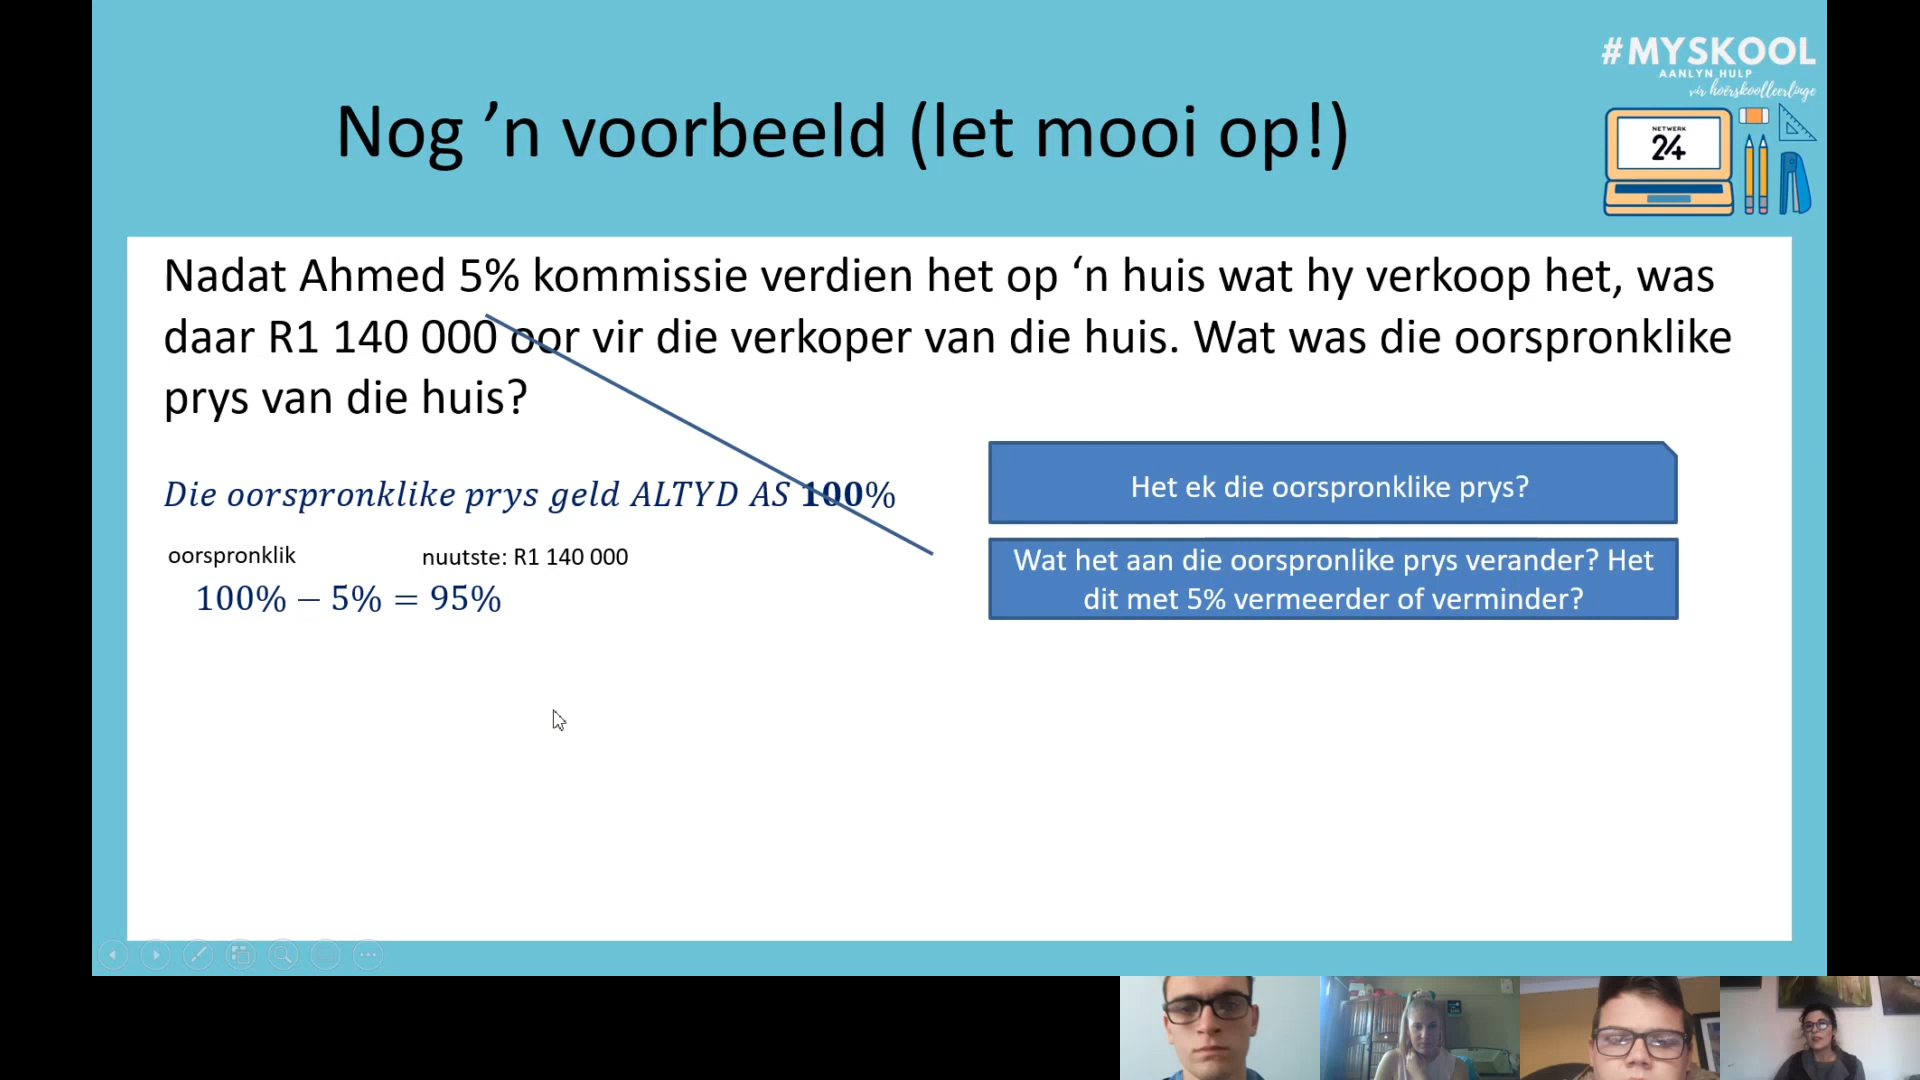 #MYSKOOL
AANLYN HULP
vir hoërskoolleerlinge
NETWERK
24
Nog ’n voorbeeld (let mooi op!)
Nadat Ahmed 5% kommissie verdien het op ‘n huis wat hy verkoop het, was
daar R1 140 000 oor vir die verkoper van die huis. Wat was die oorspronklike
prys van die huis?
Die oorspronklike prys geld ALTYD AS 100%
oorspronklik
nuutste: R1 140 000
100% − 5% = 95%
Het ek die oorspronklike prys?
Wat het aan die oorspronlike prys verander? Het
dit met 5% vermeerder of verminder?